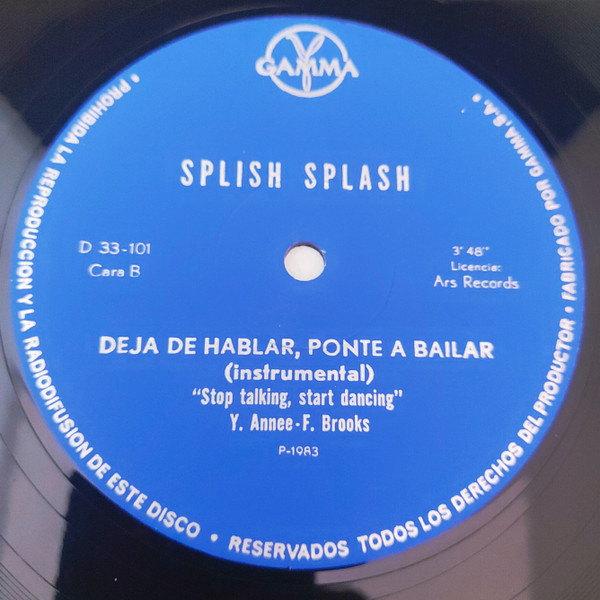 GAMMA
SPLISH SPLASH
D 33-101
Cara B
3' 48"
Licencia:
Ars Records
DEJA DE HABLAR, PONTE A BAILAR
(instrumental)
"Stop talking, start dancing"
Y. Annee - F. Brooks
P-1983
• PROHIBIDA LA REPRODUCCION Y LA RADIODIFUSION DE ESTE DISCO • RESERVADOS TODOS LOS DERECHOS DEL PRODUCTOR • FABRICADO POR GAMMA, S.A.